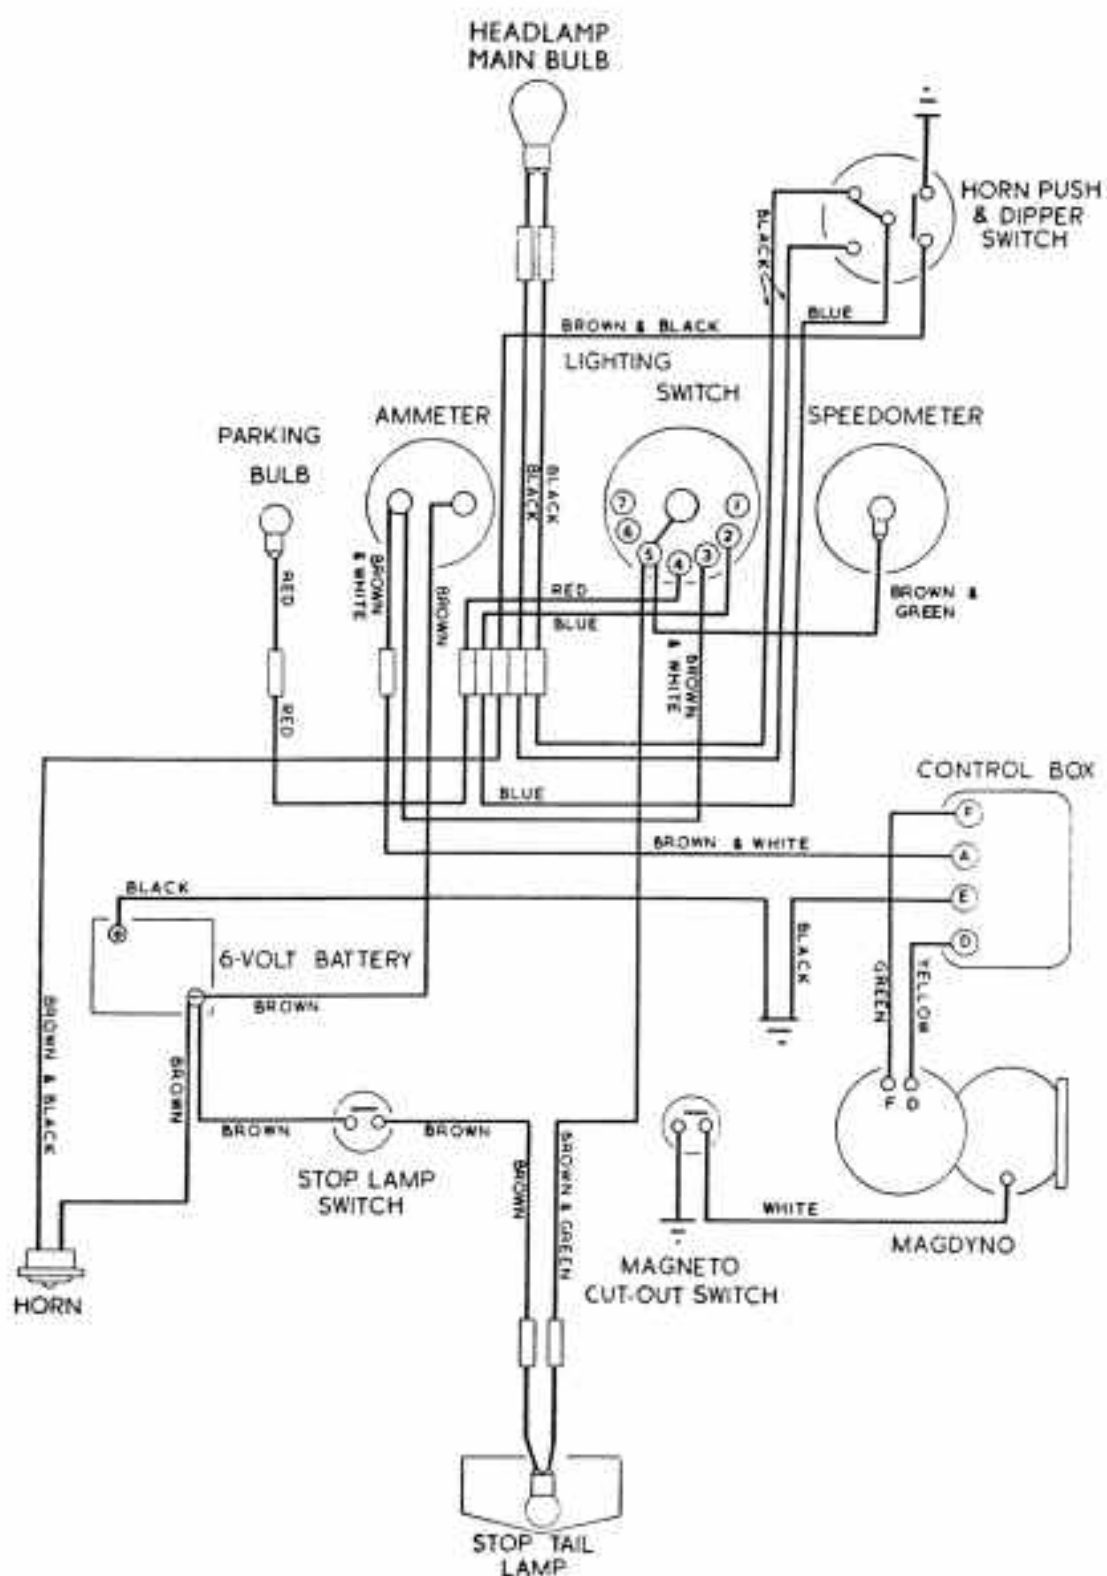 HEADLAMP
MAIN BULB
HORN PUSH
& DIPPER
SWITCH
BLACK
BLUE
BROWN & BLACK
LIGHTING
SWITCH
AMMETER
SPEEDOMETER
PARKING
BULB
BLACK
BLACK
7
1
6
2
5
4
3
RED
BROWN
& WHITE
BROWN
RED
BLUE
BROWN &
GREEN
BROWN
& WHITE
RED
BLUE
CONTROL BOX
F
BROWN & WHITE
A
BLACK
E
D
6-VOLT BATTERY
BROWN
BLACK
GREEN
YELLOW
BROWN & BLACK
BROWN
F D
BROWN
BROWN
STOP LAMP
SWITCH
BROWN
BROWN & GREEN
WHITE
MAGDYNO
MAGNETO
CUT-OUT SWITCH
HORN
STOP TAIL
LAMP